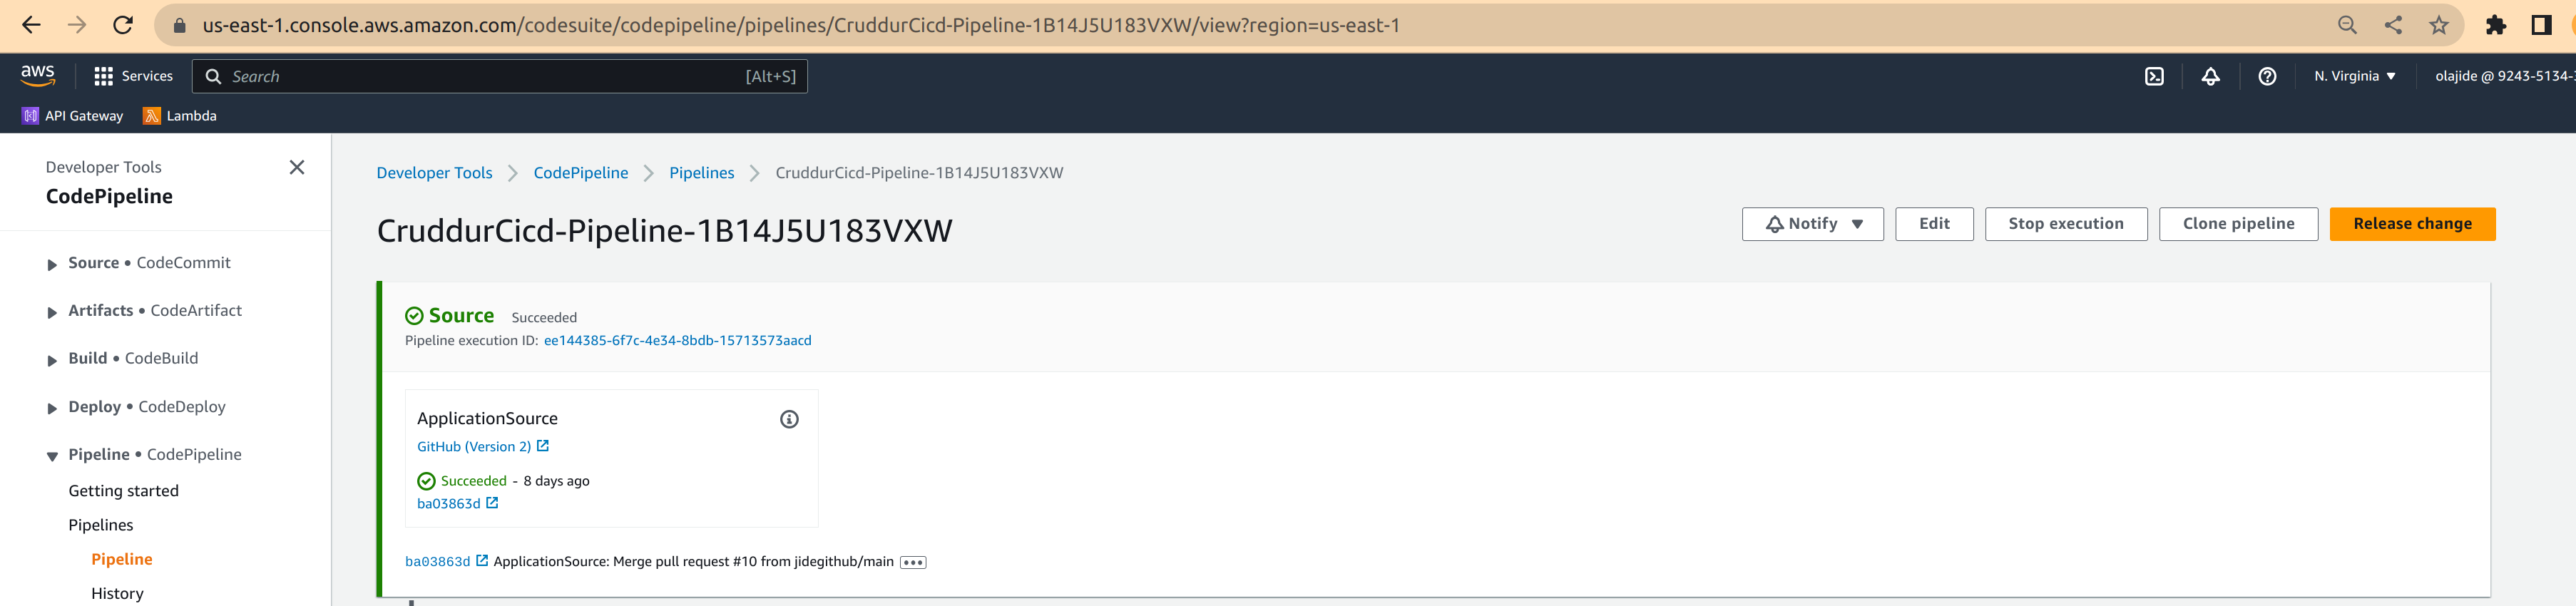 us-east-1.console.aws.amazon.com/codesuite/codepipeline/pipelines/CruddurCicd-Pipeline-1B14J5U183VXW/view?region=us-east-1
aws Services Search [Alt+S] N. Virginia olajide @ 9243-5134-
API Gateway Lambda
Developer Tools
CodePipeline
Source • CodeCommit
Artifacts • CodeArtifact
Build • CodeBuild
Deploy • CodeDeploy
Pipeline • CodePipeline
Getting started
Pipelines
Pipeline
History
Developer Tools CodePipeline Pipelines CruddurCicd-Pipeline-1B14J5U183VXW
CruddurCicd-Pipeline-1B14J5U183VXW
Notify Edit Stop execution Clone pipeline Release change
Source Succeeded
Pipeline execution ID: ee144385-6f7c-4e34-8bdb-15713573aacd
ApplicationSource
GitHub (Version 2)
Succeeded - 8 days ago
ba03863d
ba03863d ApplicationSource: Merge pull request #10 from jidegithub/main